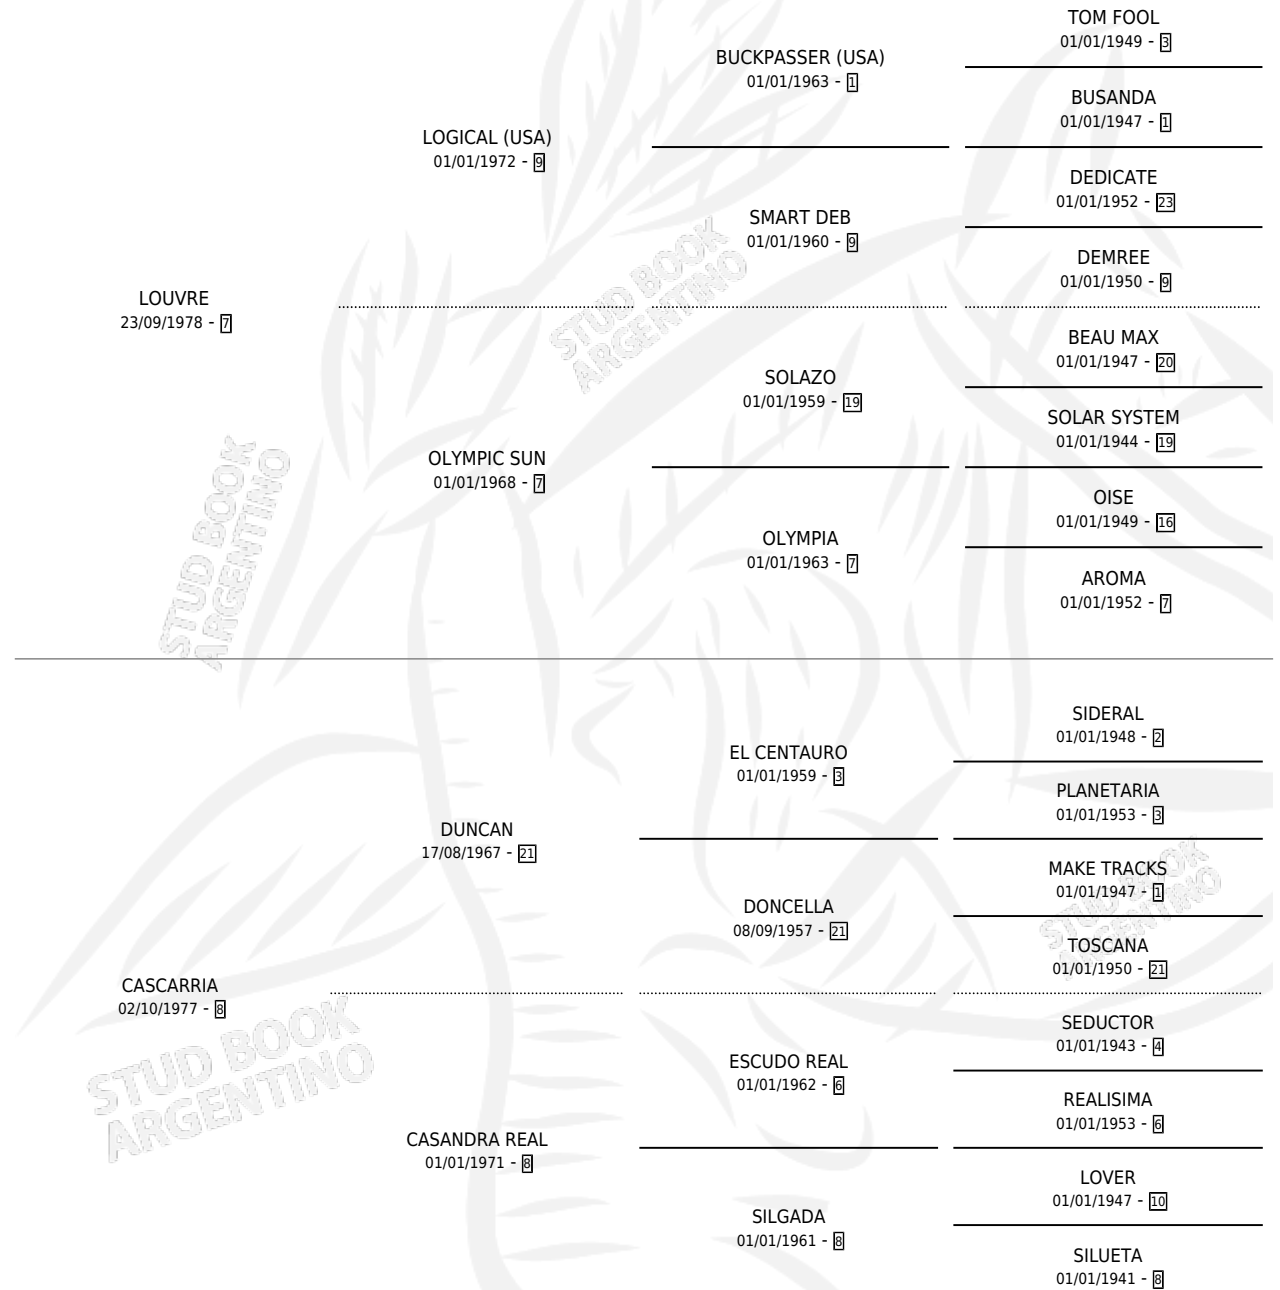 TOM FOOL
01/01/1949 - 3
BUCKPASSER (USA)
01/01/1963 - 1
BUSANDA
01/01/1947 - 1
LOGICAL (USA)
01/01/1972 - 9
DEDICATE
01/01/1952 - 23
SMART DEB
01/01/1960 - 9
DEMREE
01/01/1950 - 9
LOUVRE
23/09/1978 - 7
BEAU MAX
01/01/1947 - 20
SOLAZO
01/01/1959 - 19
SOLAR SYSTEM
01/01/1944 - 19
OLYMPIC SUN
01/01/1968 - 7
OISE
01/01/1949 - 16
OLYMPIA
01/01/1963 - 7
AROMA
01/01/1952 - 7
SIDERAL
01/01/1948 - 2
EL CENTAURO
01/01/1959 - 3
PLANETARIA
01/01/1953 - 3
DUNCAN
17/08/1967 - 21
MAKE TRACKS
01/01/1947 - 1
DONCELLA
08/09/1957 - 21
TOSCANA
01/01/1950 - 21
CASCARRIA
02/10/1977 - 8
SEDUCTOR
01/01/1943 - 4
ESCUDO REAL
01/01/1962 - 6
REALISIMA
01/01/1953 - 6
CASANDRA REAL
01/01/1971 - 8
LOVER
01/01/1947 - 10
SILGADA
01/01/1961 - 8
SILUETA
01/01/1941 - 8
STUD BOOK
ARGENTINO
STUD BOOK
ARGENTINO
STUD BOOK
ARGENTINO
STUD BOOK
ARGENTINO